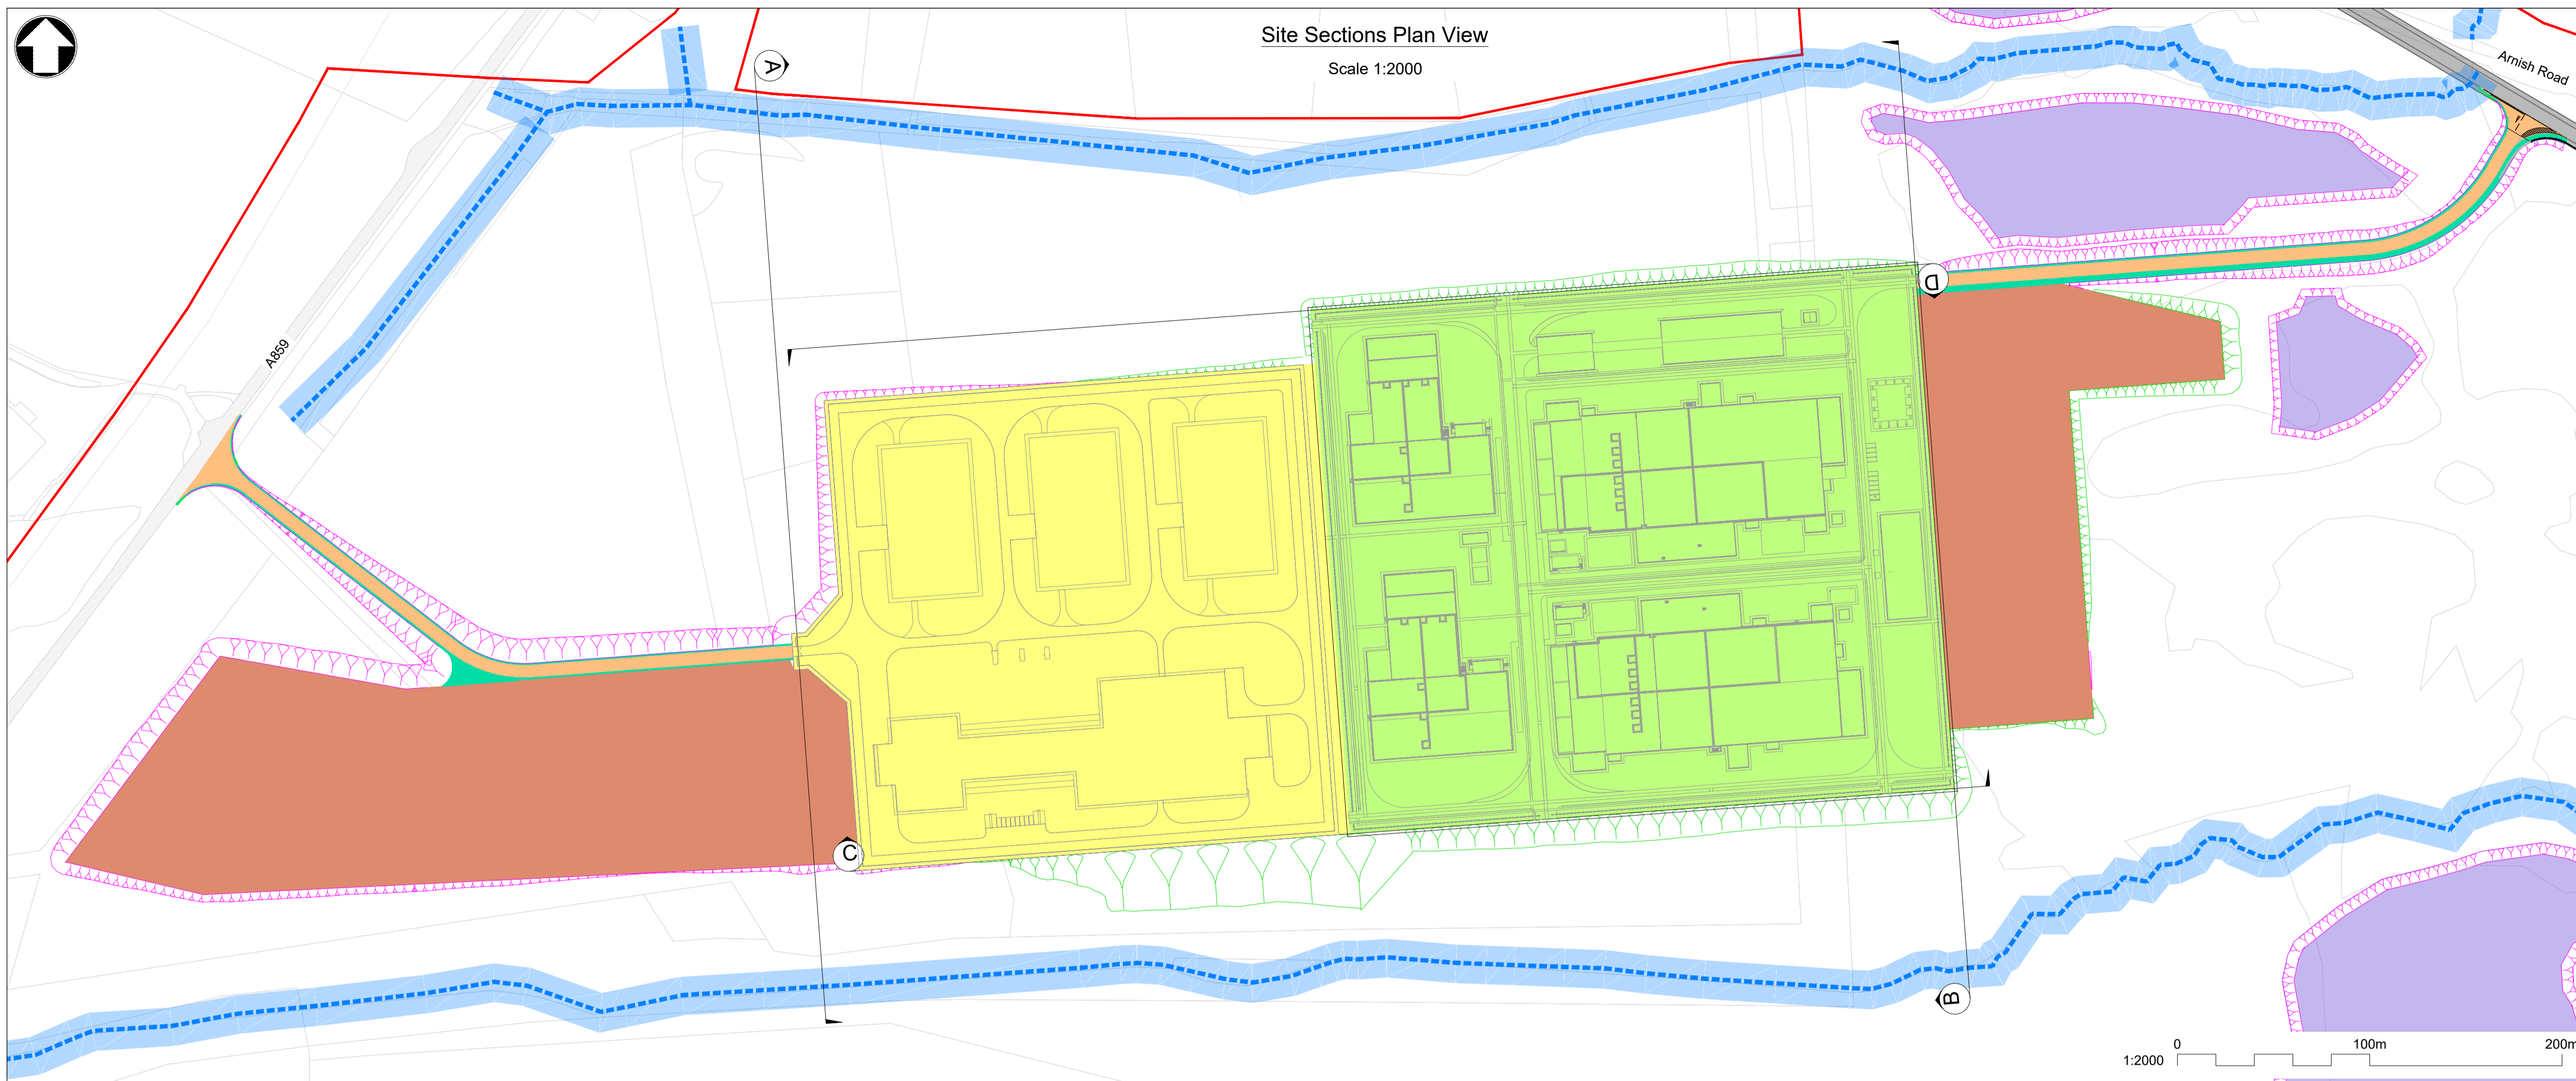 Site Sections Plan View
Scale 1:2000
Arnish Road
A
D
A859
C
B
0 100m 200m
1:2000